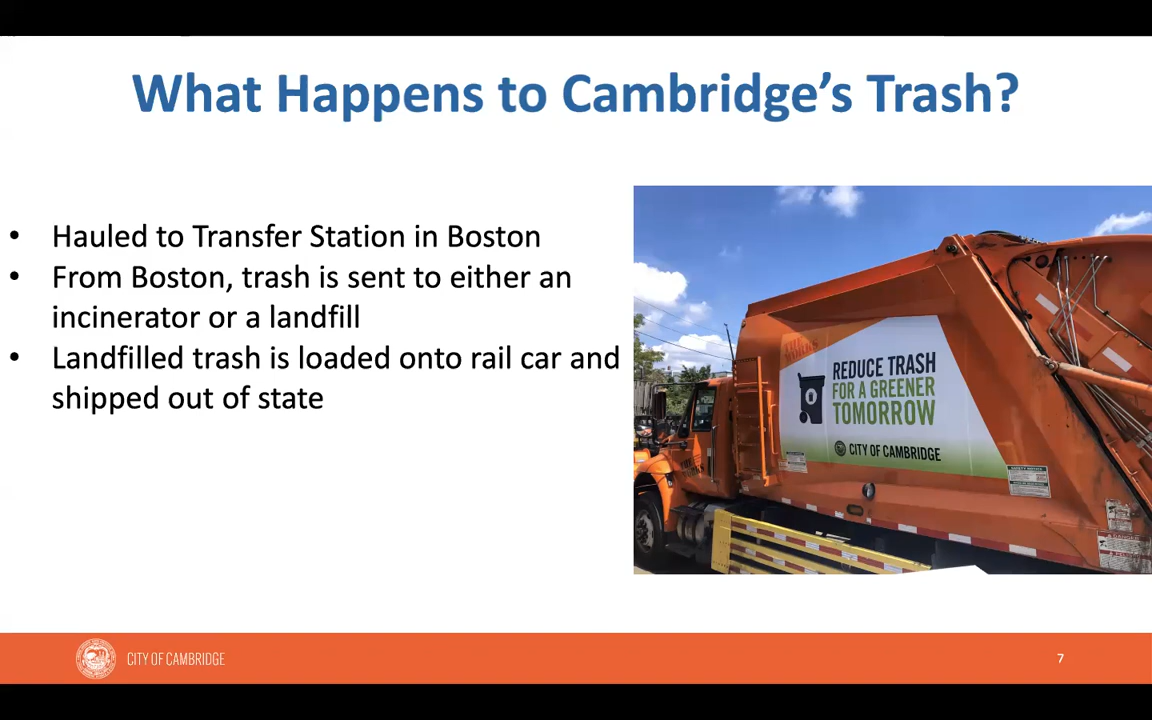 What Happens to Cambridge’s Trash?
• Hauled to Transfer Station in Boston
• From Boston, trash is sent to either an
incinerator or a landfill
• Landfilled trash is loaded onto rail car and
shipped out of state
REDUCE TRASH
FOR A GREENER
TOMORROW
CITY OF CAMBRIDGE
CITY OF CAMBRIDGE
7